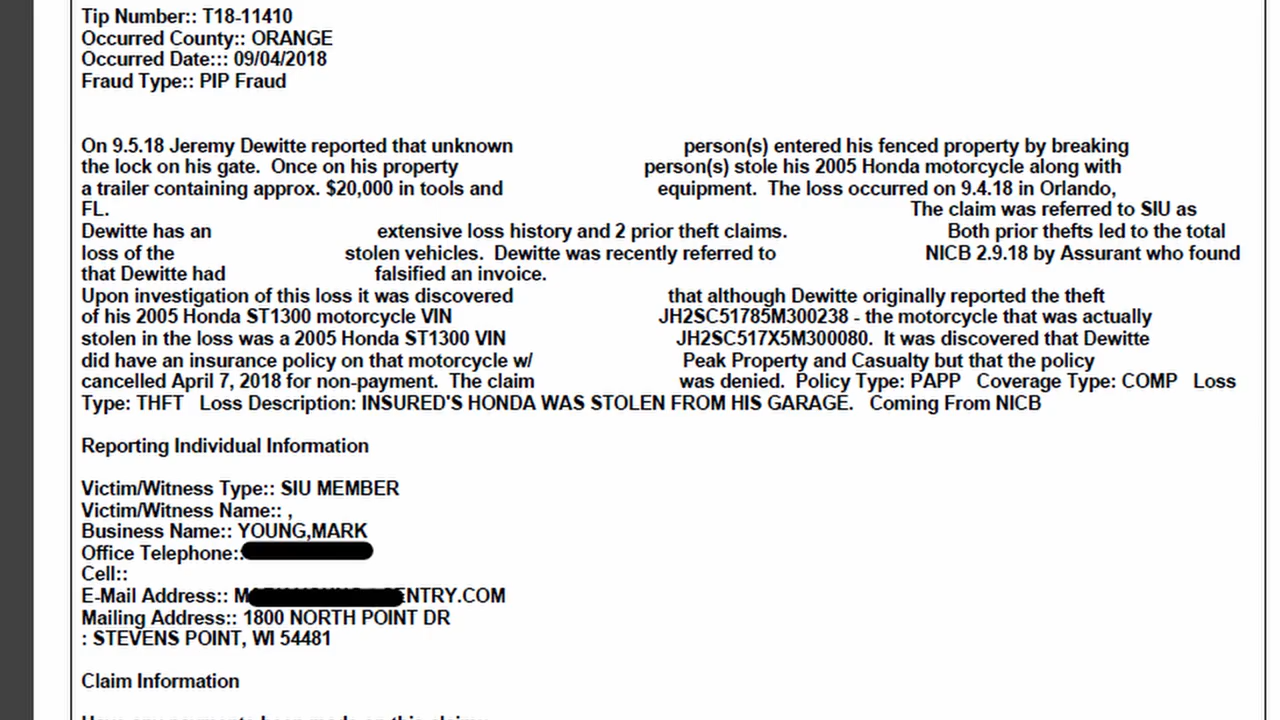 Tip Number:: T18-11410
Occurred County:: ORANGE
Occurred Date::: 09/04/2018
Fraud Type:: PIP Fraud
On 9.5.18 Jeremy Dewitte reported that unknown person(s) entered his fenced property by breaking
the lock on his gate. Once on his property person(s) stole his 2005 Honda motorcycle along with
a trailer containing approx. $20,000 in tools and equipment. The loss occurred on 9.4.18 in Orlando,
FL. The claim was referred to SIU as
Dewitte has an extensive loss history and 2 prior theft claims. Both prior thefts led to the total
loss of the stolen vehicles. Dewitte was recently referred to NICB 2.9.18 by Assurant who found
that Dewitte had falsified an invoice.
Upon investigation of this loss it was discovered that although Dewitte originally reported the theft
of his 2005 Honda ST1300 motorcycle VIN JH2SC51785M300238 - the motorcycle that was actually
stolen in the loss was a 2005 Honda ST1300 VIN JH2SC517X5M300080. It was discovered that Dewitte
did have an insurance policy on that motorcycle w/ Peak Property and Casualty but that the policy
cancelled April 7, 2018 for non-payment. The claim was denied. Policy Type: PAPP Coverage Type: COMP Loss
Type: THFT Loss Description: INSURED'S HONDA WAS STOLEN FROM HIS GARAGE. Coming From NICB
Reporting Individual Information
Victim/Witness Type:: SIU MEMBER
Victim/Witness Name:: ,
Business Name:: YOUNG,MARK
Office Telephone::
Cell::
E-Mail Address:: M ENTRY.COM
Mailing Address:: 1800 NORTH POINT DR
: STEVENS POINT, WI 54481
Claim Information